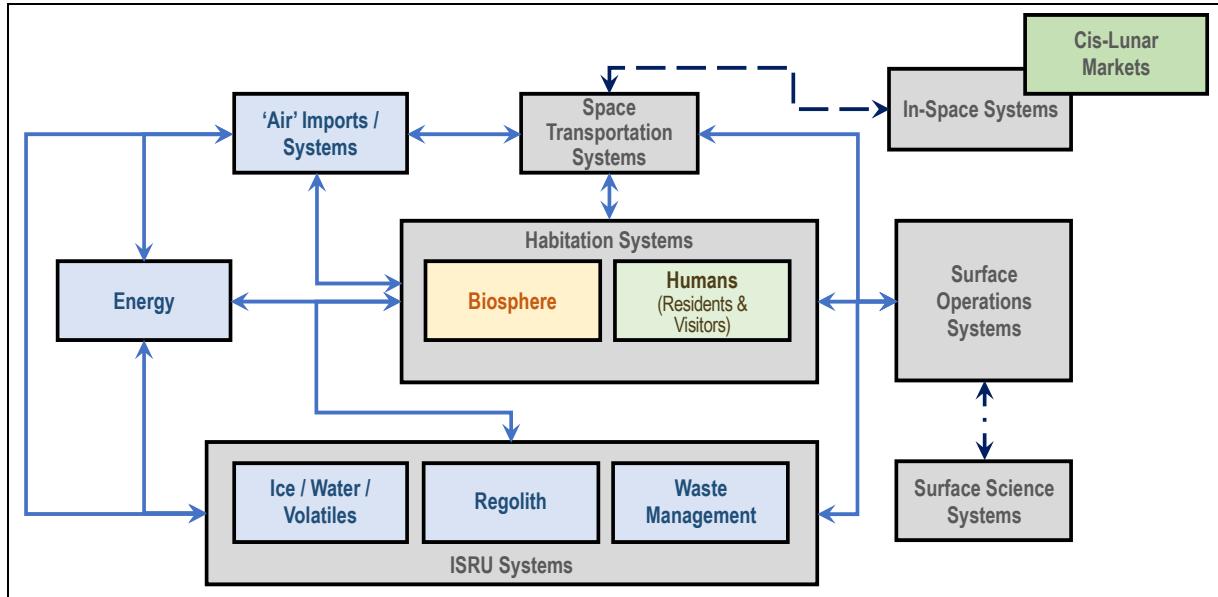 Cis-Lunar
Markets
In-Space Systems
Space
Transportation
Systems
‘Air’ Imports /
Systems
Habitation Systems
Biosphere
Humans
(Residents &
Visitors)
Energy
Surface
Operations
Systems
Ice / Water /
Volatiles
Regolith
Waste
Management
ISRU Systems
Surface Science
Systems